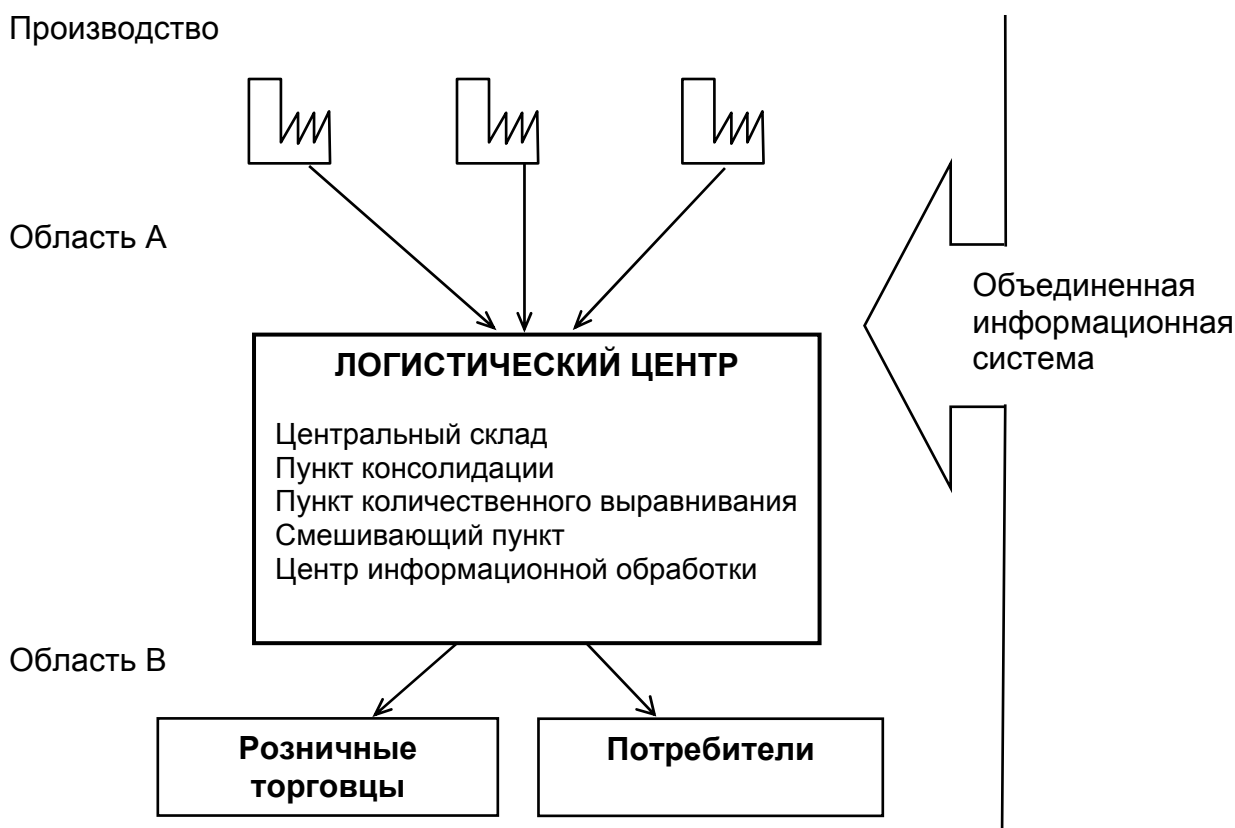 Производство
Область А
Объединенная
информационная
система
ЛОГИСТИЧЕСКИЙ ЦЕНТР
Центральный склад
Пункт консолидации
Пункт количественного выравнивания
Смешивающий пункт
Центр информационной обработки
Область В
Розничные
торговцы
Потребители